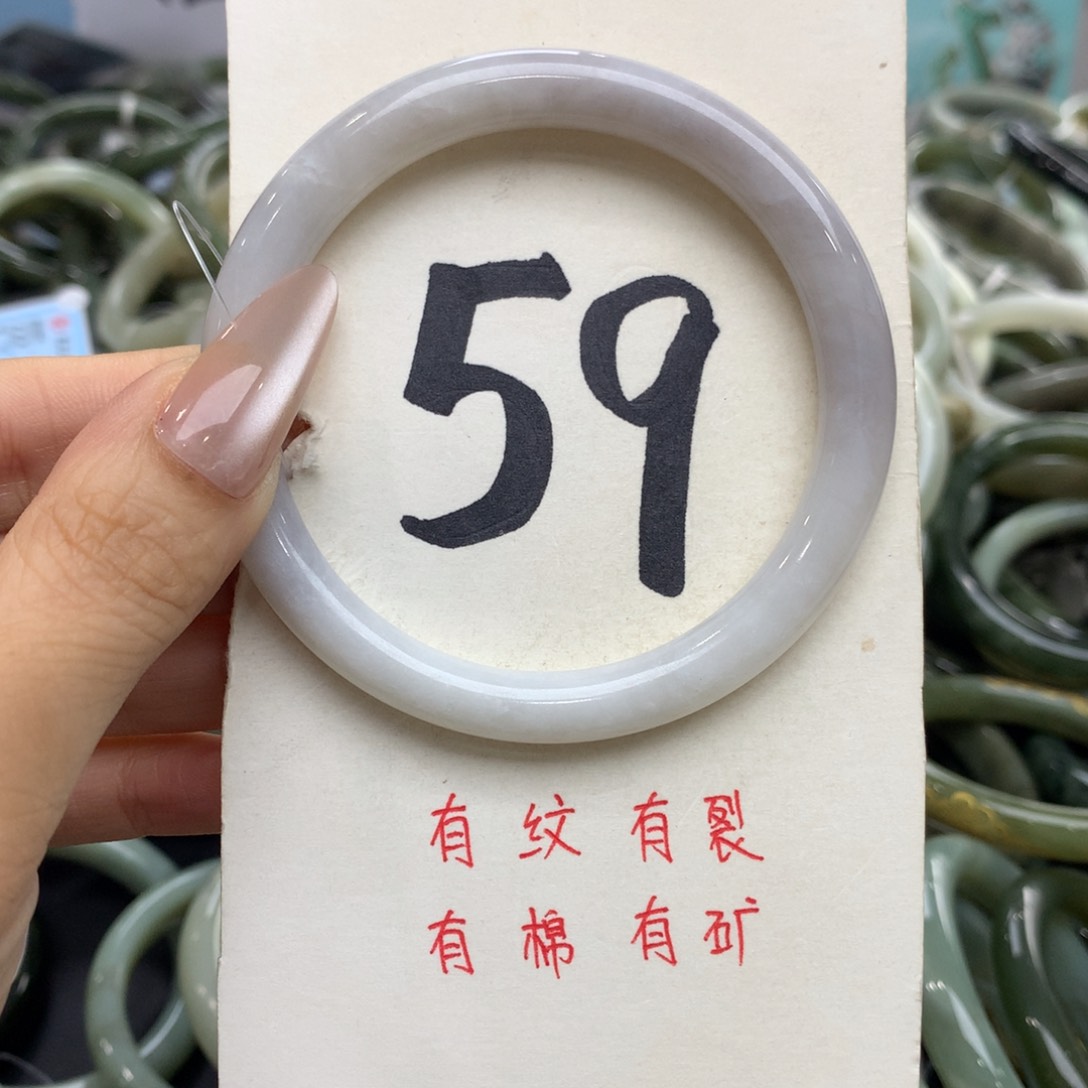 59
有 纹 有 裂
有 棉 有 矿